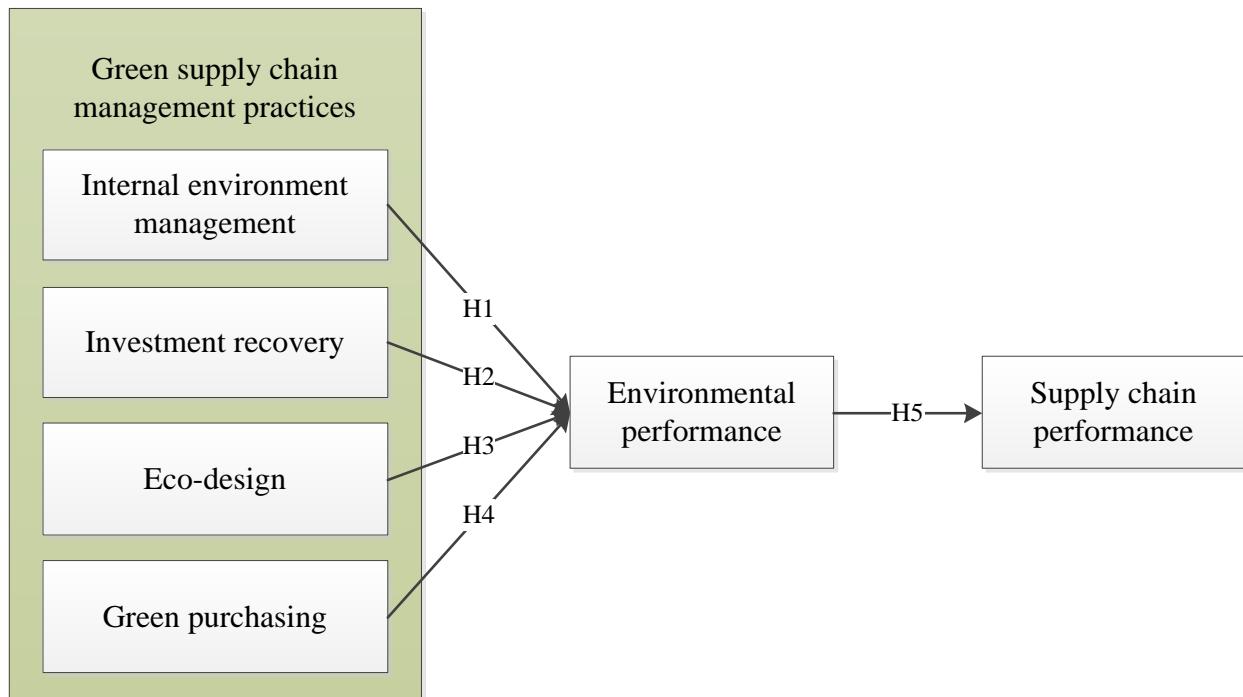 Green supply chain
management practices
Internal environment
management
Investment recovery
Eco-design
Green purchasing
H1
H2
H3
H4
Environmental
performance
H5
Supply chain
performance